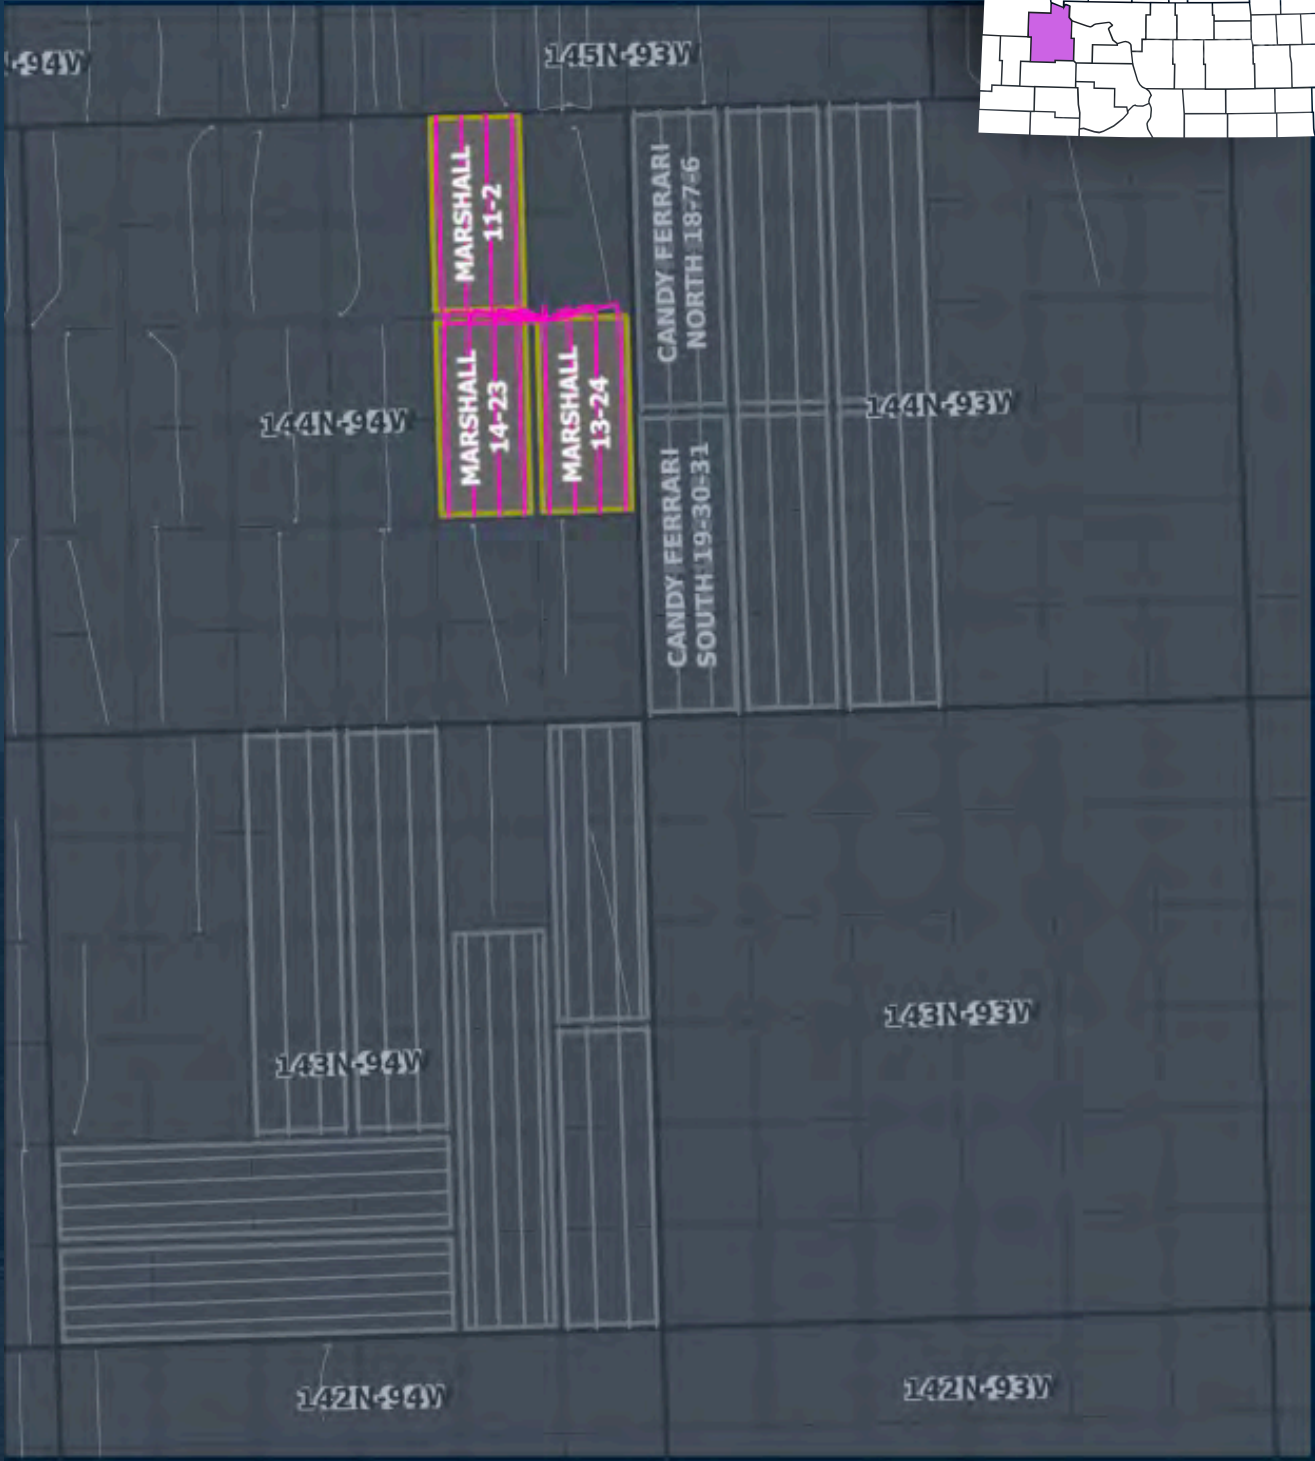 145N-93W
N-94W
MARSHALL
11-2
CANDY FERRARI
NORTH 18-7-6
MARSHALL
14-23
MARSHALL
13-24
144N-94W
144N-93W
CANDY FERRARI
SOUTH 19-30-31
143N-93W
143N-94W
142N-94W
142N-93W